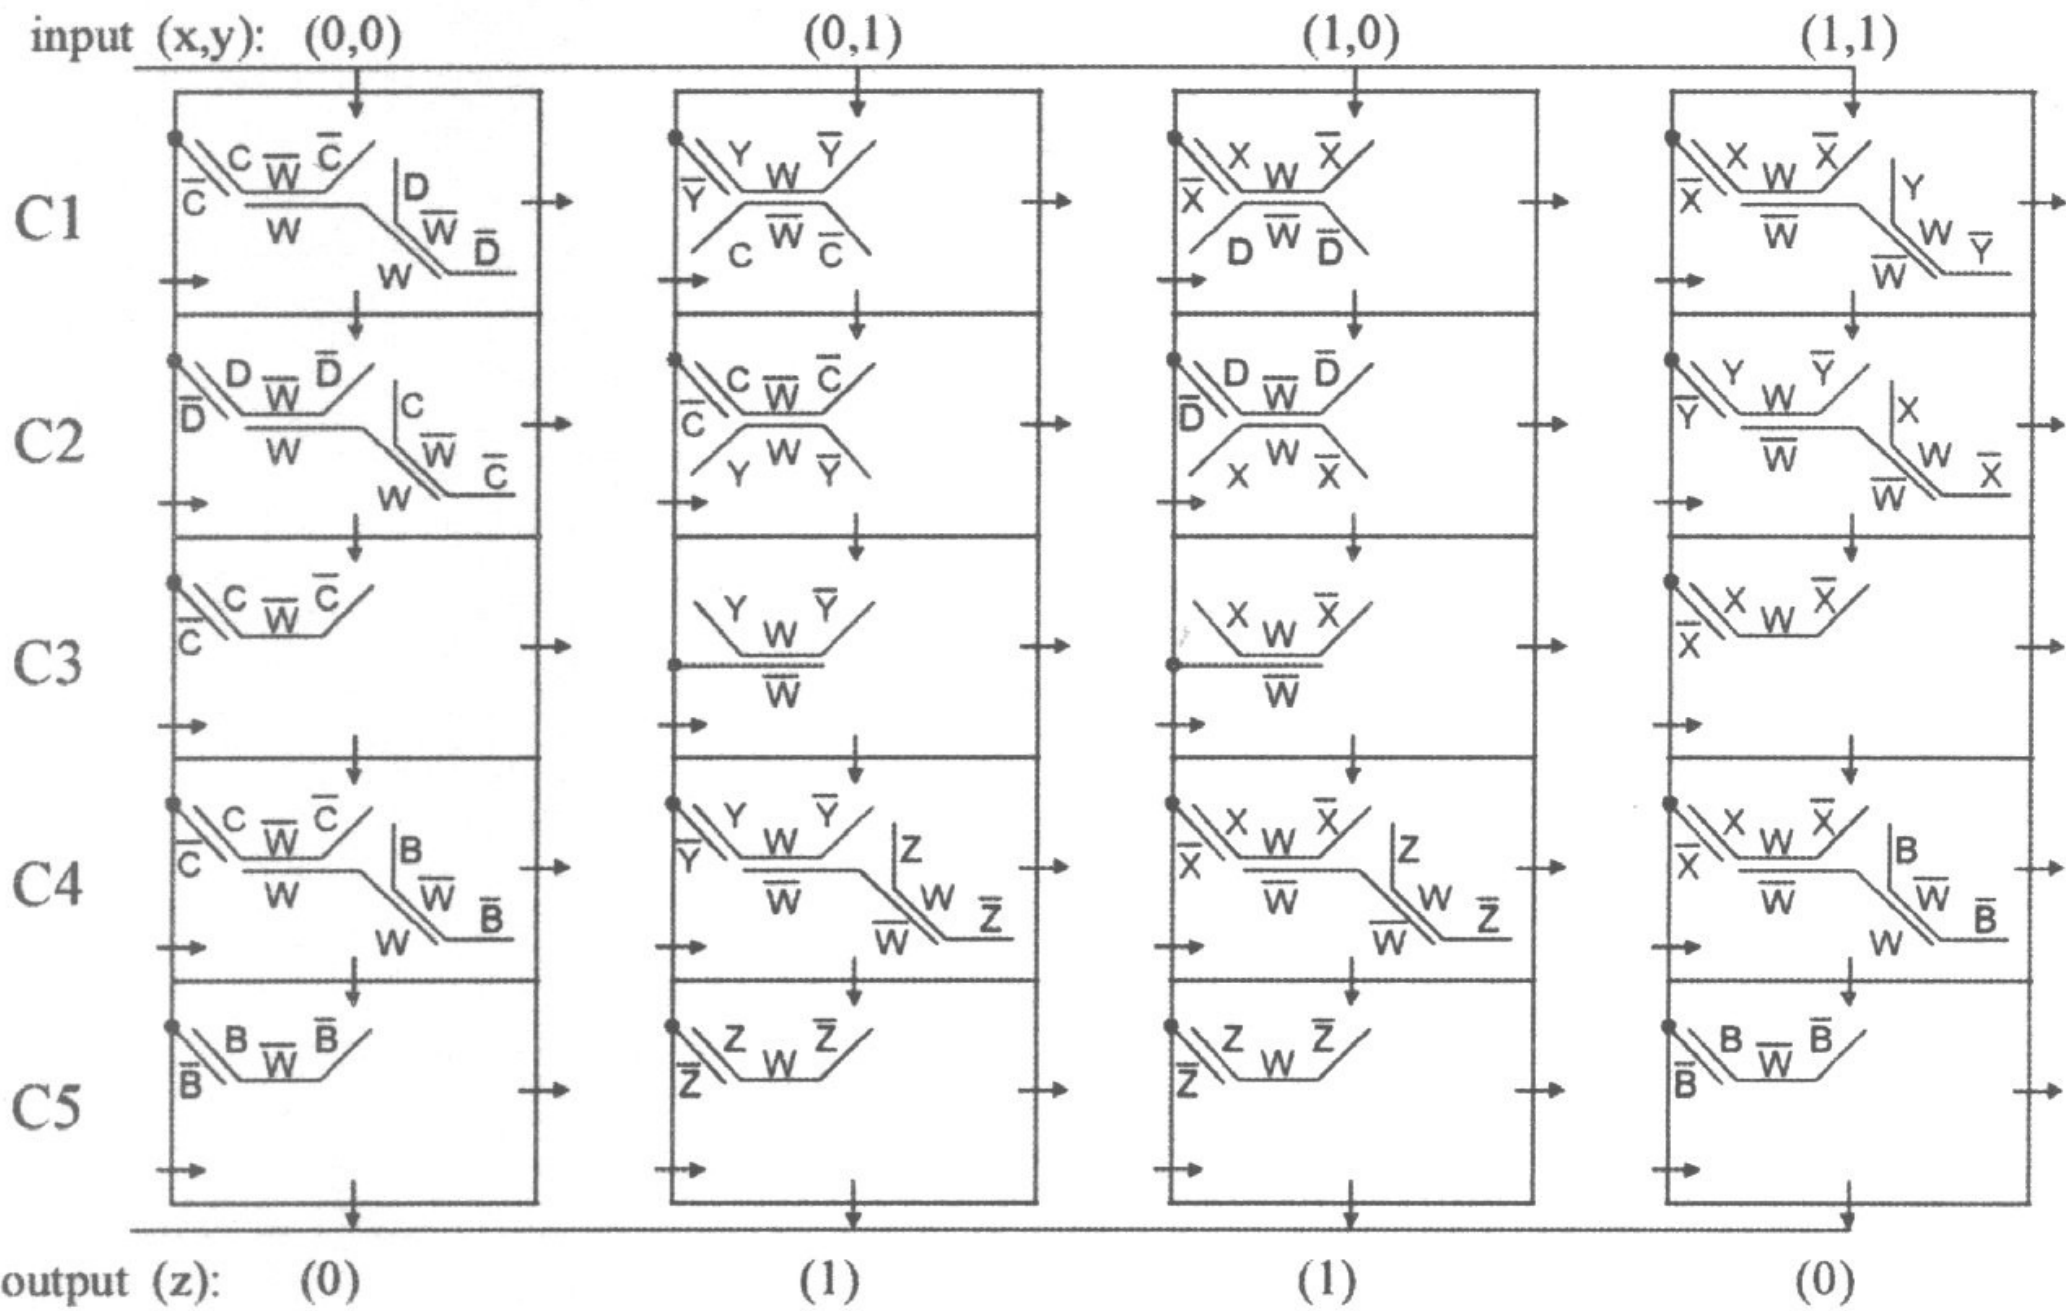 input (x,y): (0,0) (0,1) (1,0) (1,1)
C1
C W̅ C̅ D
C̅ W W̅ D̅
W
Y W Y̅
Y̅
C W̅ C̅
X W X̅
X̅
D W̅ D̅
X W X̅ Y
X̅ W̅ W Y̅
W̅
C2
D W̅ D̅ C
D̅ W W̅ C̅
W
C W̅ C̅
C̅
Y W Y̅
D W̅ D̅
D̅
X W X̅
Y W Y̅ X
Y̅ W̅ W X̅
W̅
C3
C W̅ C̅
C̅
Y W Y̅
W̅
X W X̅
W̅
X W X̅
X̅
C4
C W̅ C̅ B
C̅ W W̅ B̅
W
Y W Y̅ Z
Y̅ W̅ W Z̅
W̅
X W X̅ Z
X̅ W̅ W Z̅
W̅
X W X̅ B
X̅ W̅ W̅ B̅
W
C5
B W̅ B̅
B̅
Z W Z̅
Z̅
Z W Z̅
Z̅
B W̅ B̅
B̅
output (z): (0) (1) (1) (0)